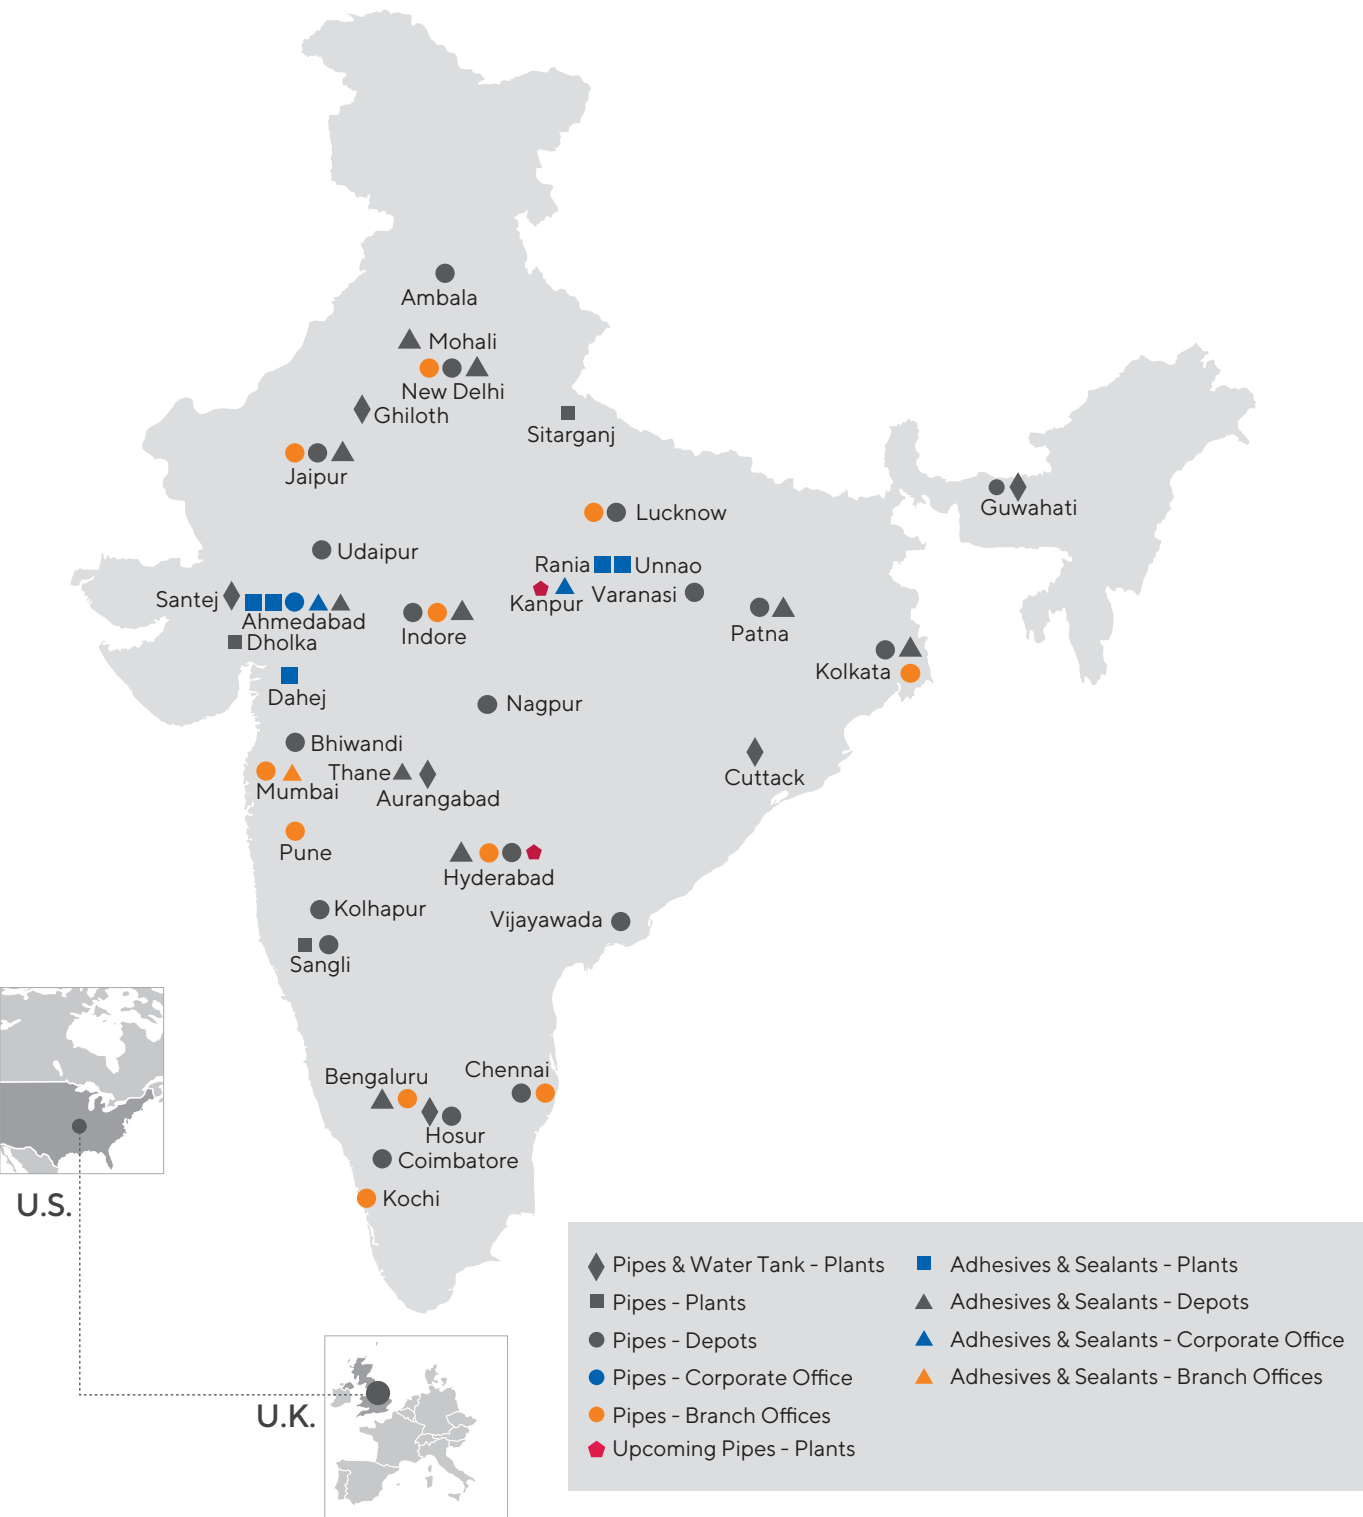 Ambala
Mohali
New Delhi
Ghiloth
Sitarganj
Jaipur
Guwahati
Lucknow
Udaipur
Rania
Unnao
Santej
Kanpur
Varanasi
Ahmedabad
Indore
Patna
Dholka
Kolkata
Dahej
Nagpur
Bhiwandi
Thane
Cuttack
Mumbai
Aurangabad
Pune
Hyderabad
Kolhapur
Vijayawada
Sangli
Chennai
Bengaluru
Hosur
Coimbatore
Kochi
U.S.
U.K.
Pipes & Water Tank - Plants
Pipes - Plants
Pipes - Depots
Pipes - Corporate Office
Pipes - Branch Offices
Upcoming Pipes - Plants
Adhesives & Sealants - Plants
Adhesives & Sealants - Depots
Adhesives & Sealants - Corporate Office
Adhesives & Sealants - Branch Offices